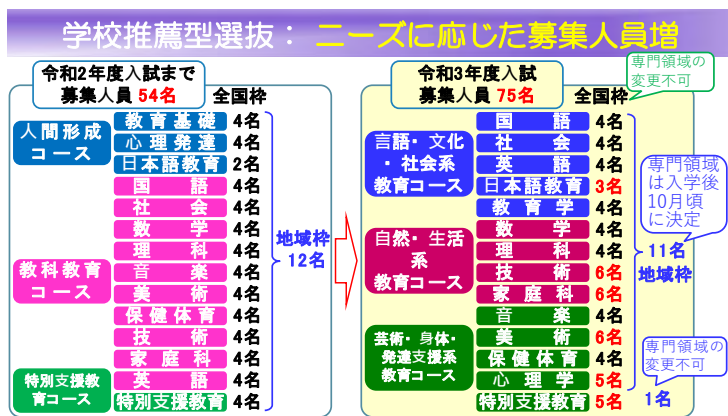 学校推薦型選抜： ニーズに応じた募集人員増
令和2年度入試まで
募集人員 54名
全国枠
人間形成
コース
教育基礎 4名
心理発達 4名
日本語教育 2名
教科教育
コース
国語 4名
社会 4名
数学 4名
理科 4名
音楽 4名
美術 4名
保健体育 4名
技術 4名
家庭科 4名
英語 4名
特別支援教
育コース
特別支援教育 4名
地域枠
12名
令和3年度入試
募集人員 75名
全国枠
専門領域の
変更不可
言語・文化
・社会系
教育コース
国語 4名
社会 4名
英語 4名
日本語教育 3名
教育学 4名
自然・生活
系
教育コース
数学 4名
理科 4名
技術 6名
家庭科 6名
芸術・身体・
発達支援系
教育コース
音楽 4名
美術 6名
保健体育 4名
心理学 5名
特別支援教育 5名
専門領域
は入学後
10月頃
に決定
11名
地域枠
専門領域の
変更不可
1名